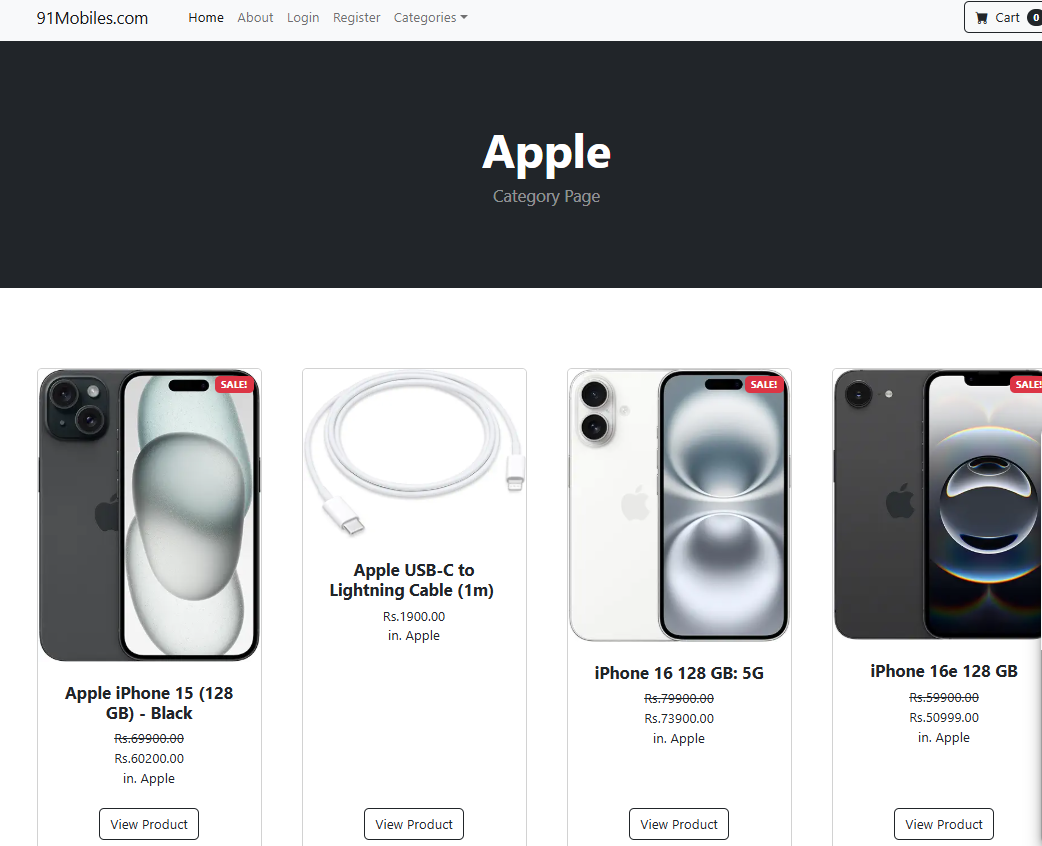 91Mobiles.com Home About Login Register Categories Cart 0
Apple
Category Page
SALE!
Apple iPhone 15 (128
GB) - Black
Rs.69900.00
Rs.60200.00
in. Apple
View Product
Apple USB-C to
Lightning Cable (1m)
Rs.1900.00
in. Apple
View Product
SALE!
iPhone 16 128 GB: 5G
Rs.79900.00
Rs.73900.00
in. Apple
View Product
SALE!
iPhone 16e 128 GB
Rs.59900.00
Rs.50999.00
in. Apple
View Product